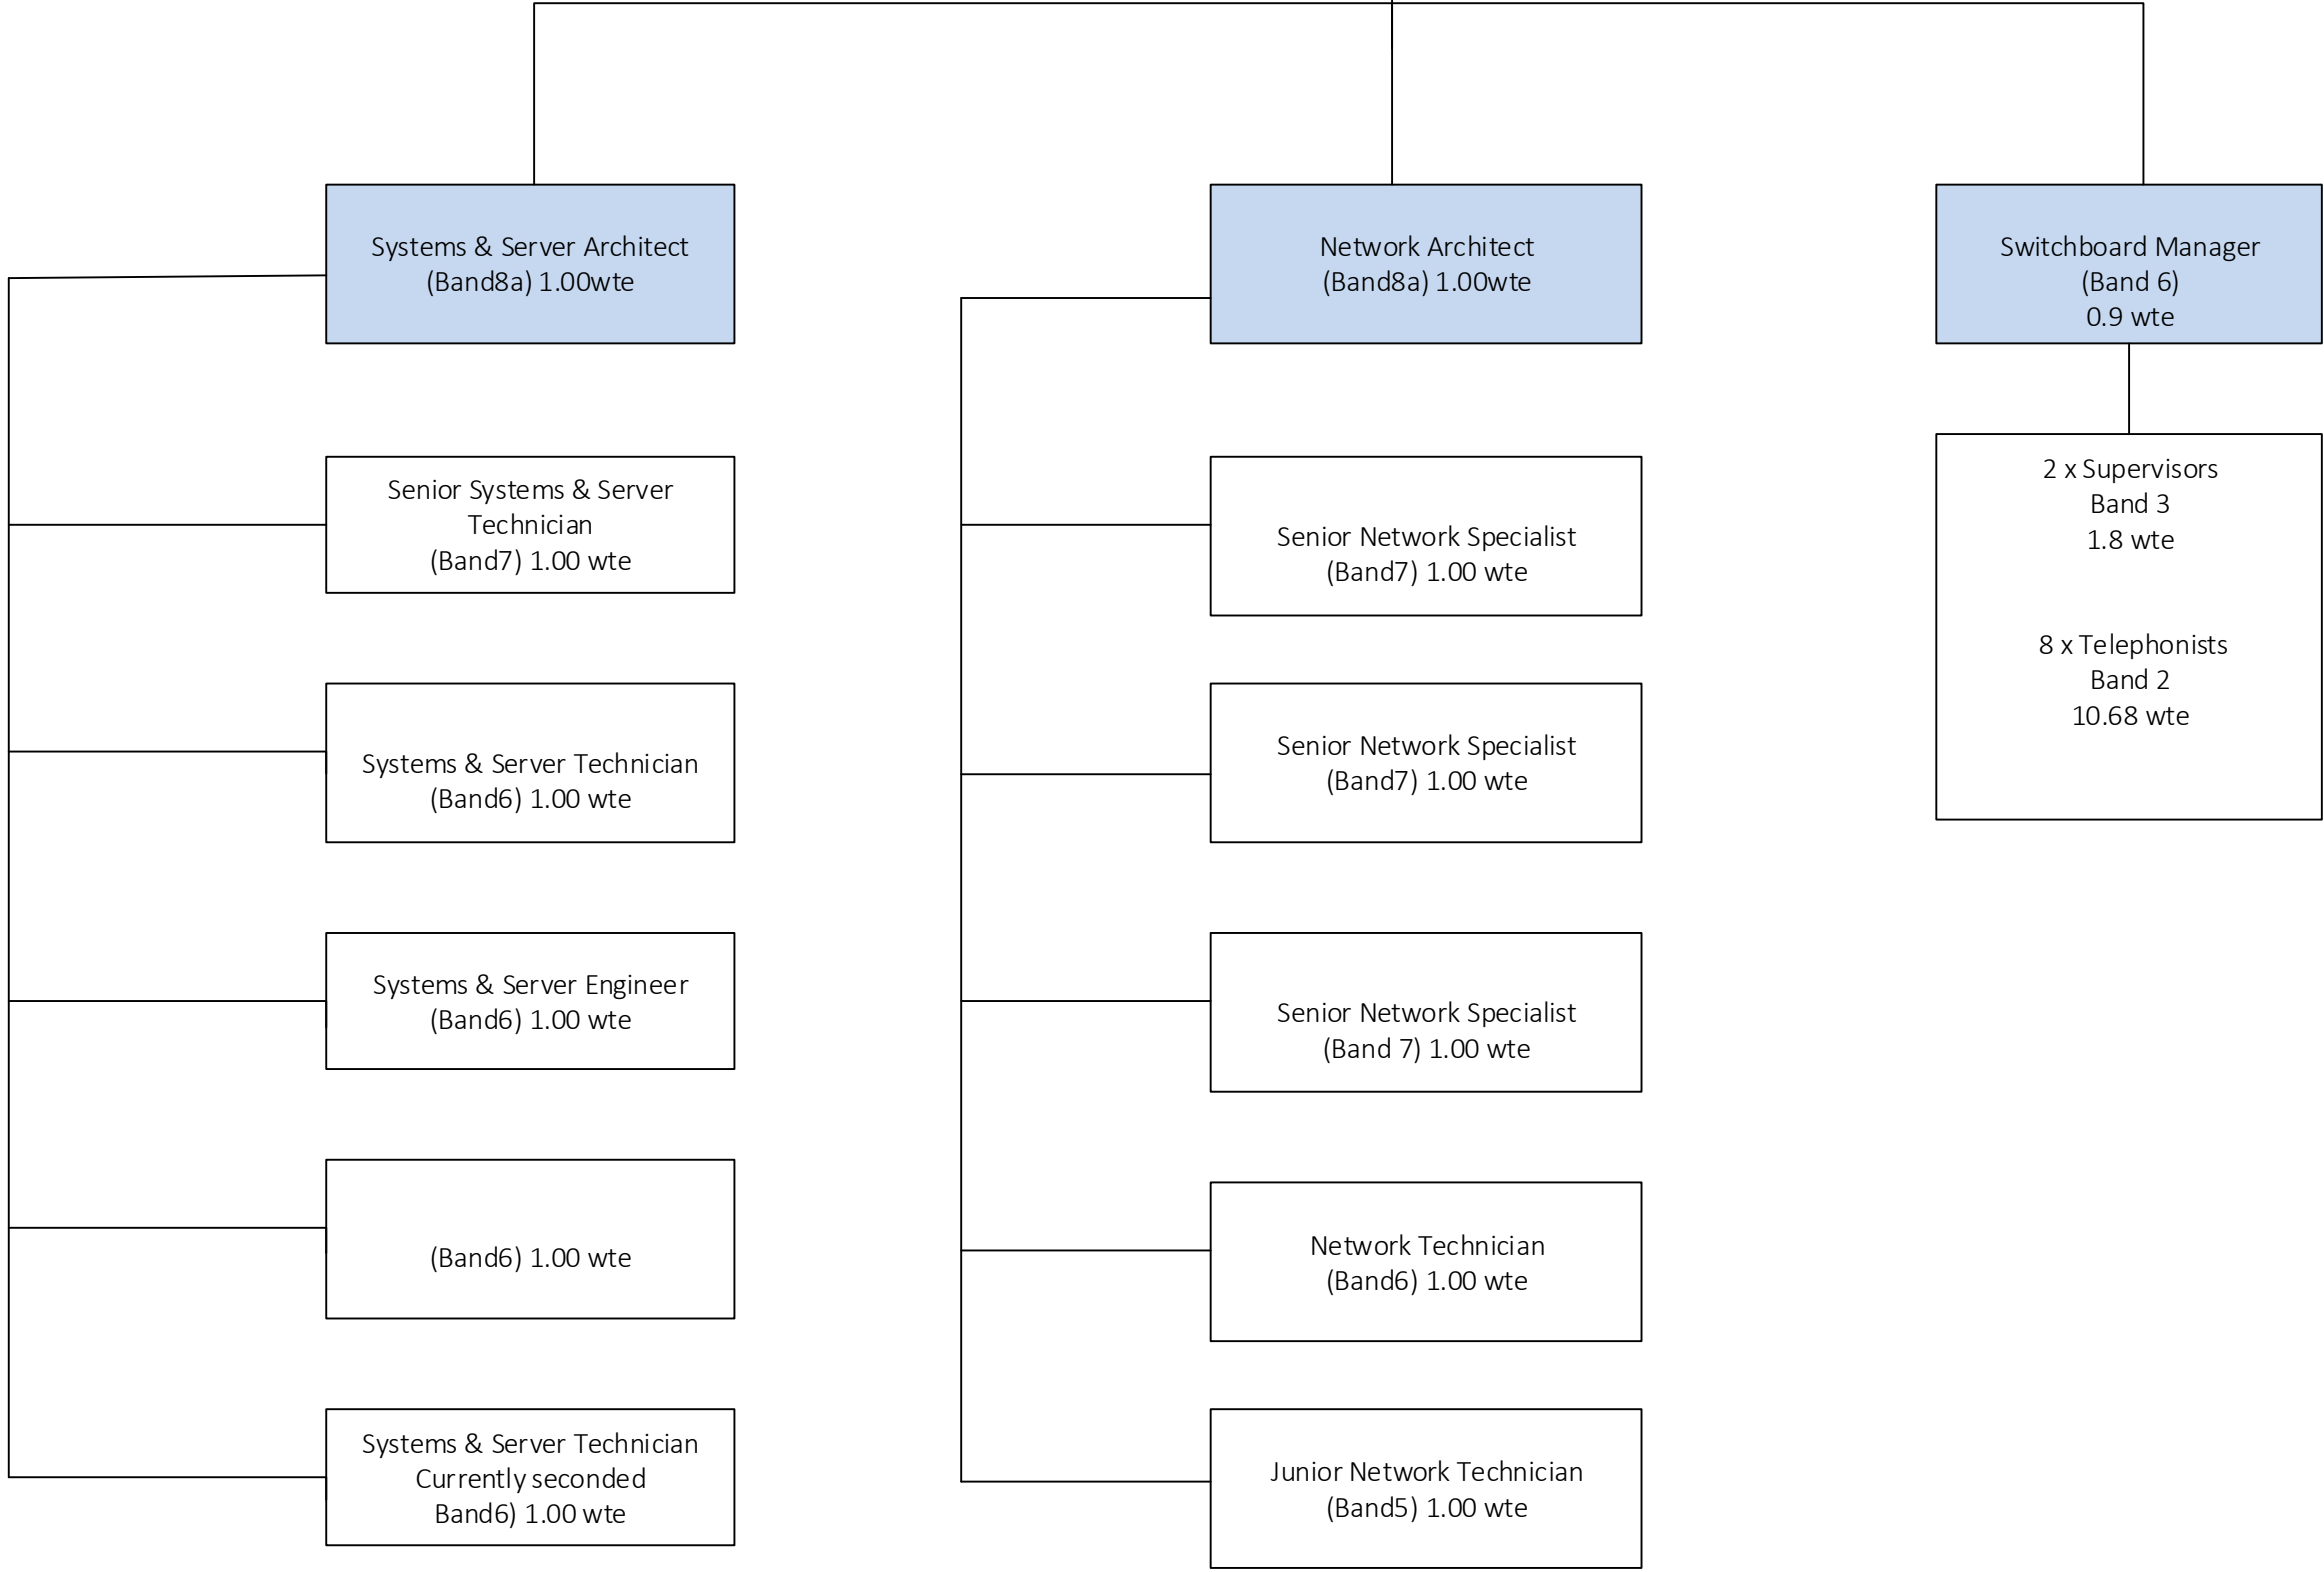 Systems & Server Architect
(Band8a) 1.00wte
Senior Systems & Server
Technician
(Band7) 1.00 wte
Systems & Server Technician
(Band6) 1.00 wte
Systems & Server Engineer
(Band6) 1.00 wte
(Band6) 1.00 wte
Systems & Server Technician
Currently seconded
Band6) 1.00 wte
Network Architect
(Band8a) 1.00wte
Senior Network Specialist
(Band7) 1.00 wte
Senior Network Specialist
(Band7) 1.00 wte
Senior Network Specialist
(Band 7) 1.00 wte
Network Technician
(Band6) 1.00 wte
Junior Network Technician
(Band5) 1.00 wte
Switchboard Manager
(Band 6)
0.9 wte
2 x Supervisors
Band 3
1.8 wte
8 x Telephonists
Band 2
10.68 wte